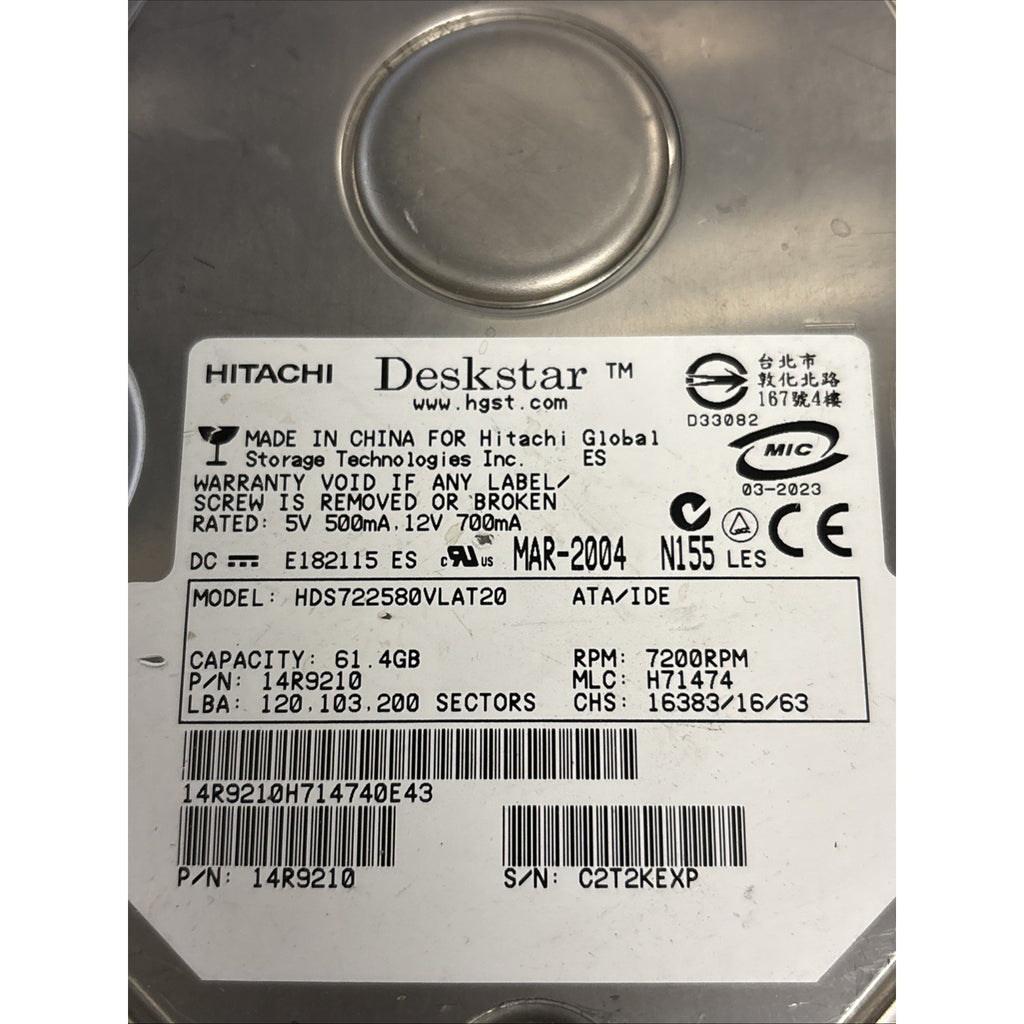 HITACHI Deskstar ™
www.hgst.com
台北市
敦化北路
167號4樓
D33082
MADE IN CHINA FOR Hitachi Global
Storage Technologies Inc. ES
MIC
03-2023
WARRANTY VOID IF ANY LABEL/
SCREW IS REMOVED OR BROKEN
RATED: 5V 500mA, 12V 700mA
DC E182115 ES c RU US MAR-2004 N155 LES CE
MODEL: HDS722580VLAT20 ATA/IDE
CAPACITY: 61.4GB RPM: 7200RPM
P/N: 14R9210 MLC: H71474
LBA: 120,103,200 SECTORS CHS: 16383/16/63
14R9210H714740E43
P/N: 14R9210 S/N: C2T2KEXP